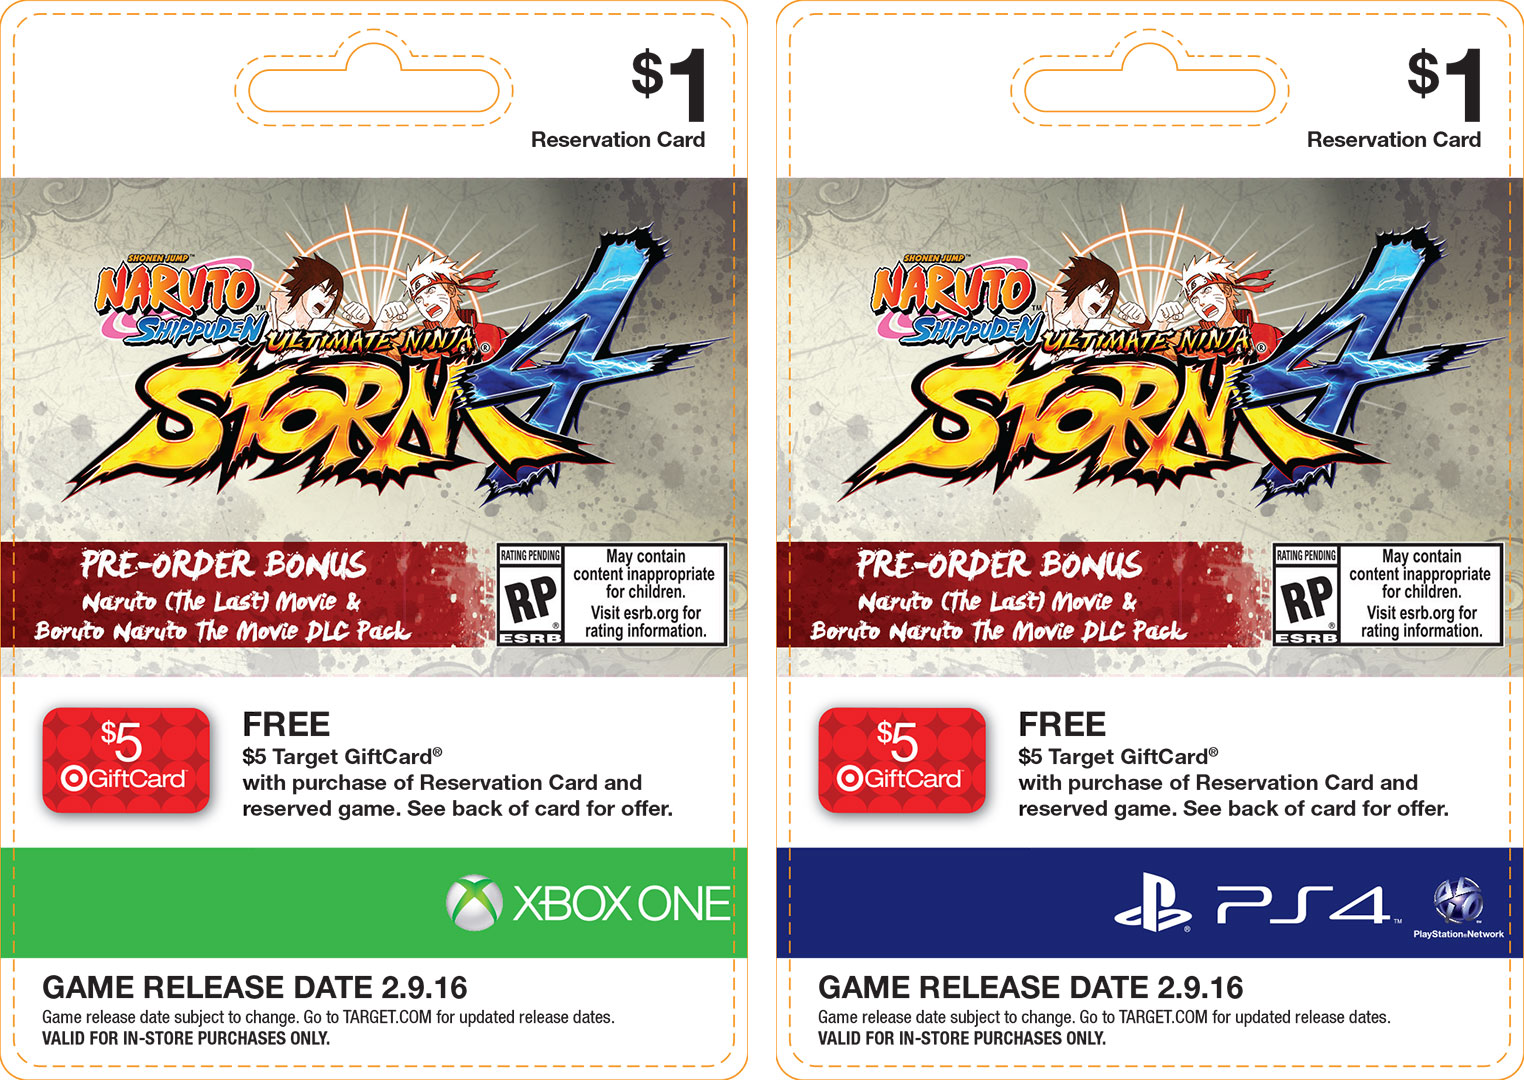 $1
Reservation Card
SHONEN JUMP™
NARUTO™
SHIPPUDEN
ULTIMATE NINJA®
STORM 4
PRE-ORDER BONUS
Naruto (The Last) Movie &
Boruto Naruto The Movie DLC Pack
RATING PENDING
RP
ESRB®
May contain
content inappropriate
for children.
Visit esrb.org for
rating information.
$5
GiftCard
FREE
$5 Target GiftCard®
with purchase of Reservation Card and
reserved game. See back of card for offer.
XBOX ONE
GAME RELEASE DATE 2.9.16
Game release date subject to change. Go to TARGET.COM for updated release dates.
VALID FOR IN-STORE PURCHASES ONLY.
$1
Reservation Card
SHONEN JUMP™
NARUTO™
SHIPPUDEN
ULTIMATE NINJA®
STORM 4
PRE-ORDER BONUS
Naruto (The Last) Movie &
Boruto Naruto The Movie DLC Pack
RATING PENDING
RP
ESRB®
May contain
content inappropriate
for children.
Visit esrb.org for
rating information.
$5
GiftCard
FREE
$5 Target GiftCard®
with purchase of Reservation Card and
reserved game. See back of card for offer.
PS4™
PlayStation®Network
GAME RELEASE DATE 2.9.16
Game release date subject to change. Go to TARGET.COM for updated release dates.
VALID FOR IN-STORE PURCHASES ONLY.